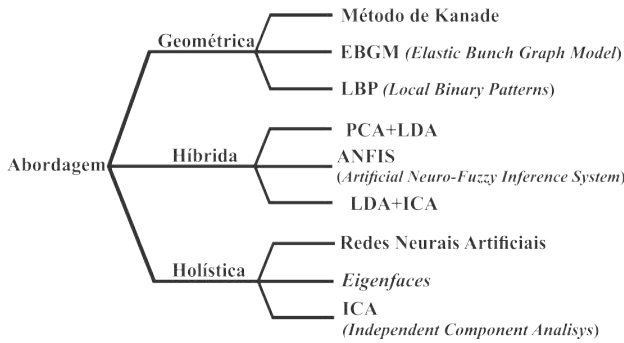 Abordagem
Geométrica
Método de Kanade
EBGM (Elastic Bunch Graph Model)
LBP (Local Binary Patterns)
Híbrida
PCA+LDA
ANFIS
(Artificial Neuro-Fuzzy Inference System)
LDA+ICA
Holística
Redes Neurais Artificiais
Eigenfaces
ICA
(Independent Component Analisys)